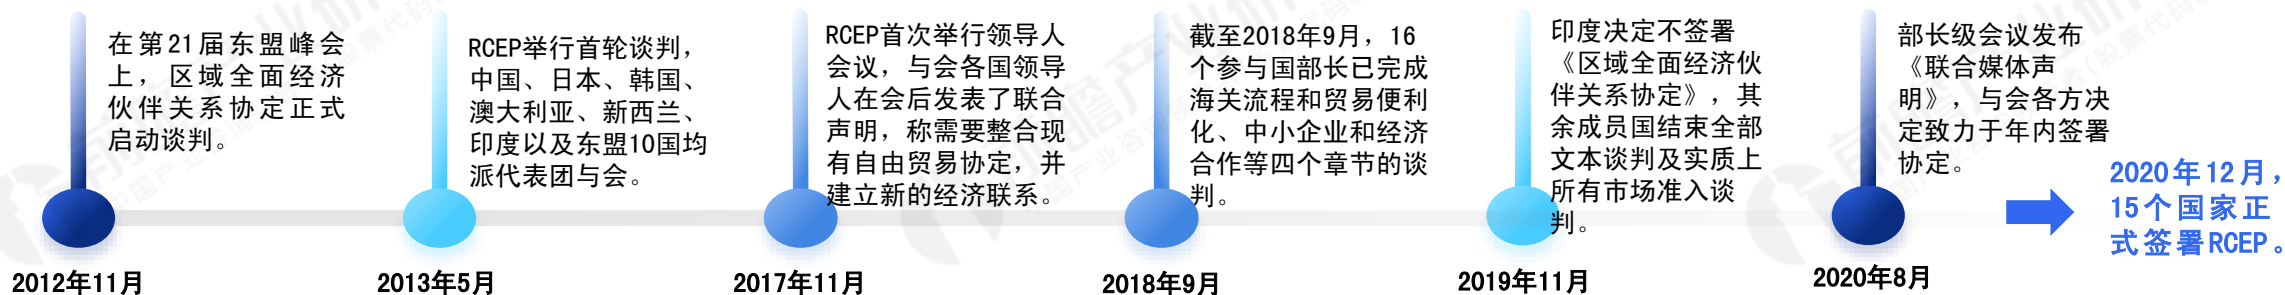 在第21届东盟峰会
上，区域全面经济
伙伴关系协定正式
启动谈判。
2012年11月
RCEP举行首轮谈判，
中国、日本、韩国、
澳大利亚、新西兰、
印度以及东盟10国均
派代表团与会。
2013年5月
RCEP首次举行领导人
会议，与会各国领导
人在会后发表了联合
声明，称需要整合现
有自由贸易协定，并
建立新的经济联系。
2017年11月
截至2018年9月，16
个参与国部长已完成
海关流程和贸易便利
化、中小企业和经济
合作等四个章节的谈
判。
2018年9月
印度决定不签署
《区域全面经济伙
伴关系协定》，其
余成员国结束全部
文本谈判及实质上
所有市场准入谈
判。
2019年11月
部长级会议发布
《联合媒体声
明》，与会各方决
定致力于年内签署
协定。
2020年8月
2020年12月，
15个国家正
式签署RCEP。